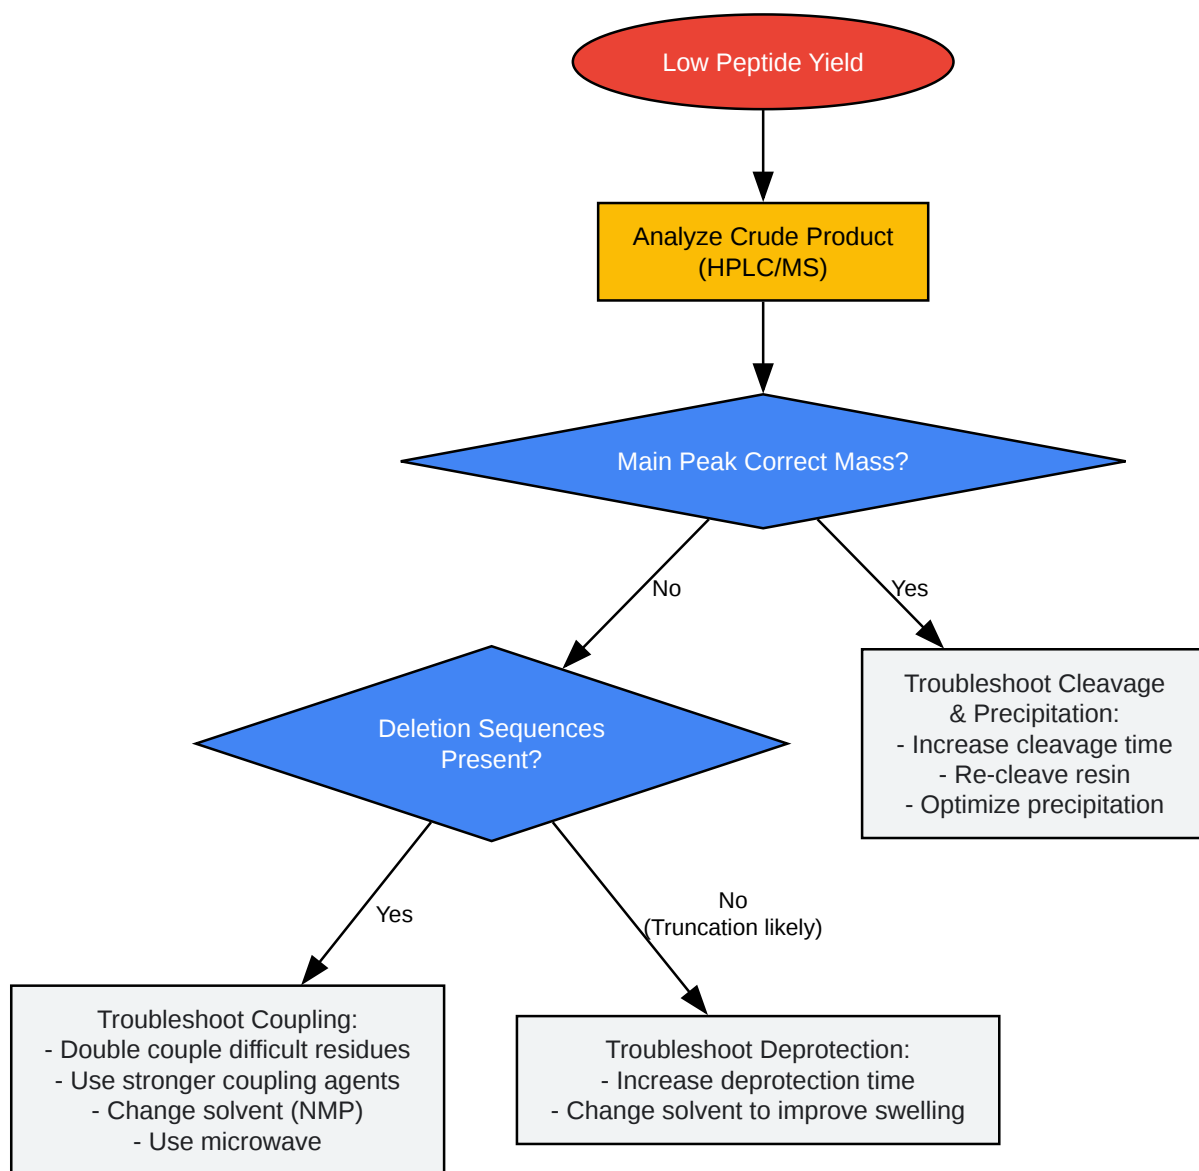 Low Peptide Yield
Analyze Crude Product
(HPLC/MS)
Main Peak Correct Mass?
No
Yes
Deletion Sequences
Present?
Troubleshoot Cleavage
& Precipitation:
- Increase cleavage time
- Re-cleave resin
- Optimize precipitation
Yes
No
(Truncation likely)
Troubleshoot Coupling:
- Double couple difficult residues
- Use stronger coupling agents
- Change solvent (NMP)
- Use microwave
Troubleshoot Deprotection:
- Increase deprotection time
- Change solvent to improve swelling